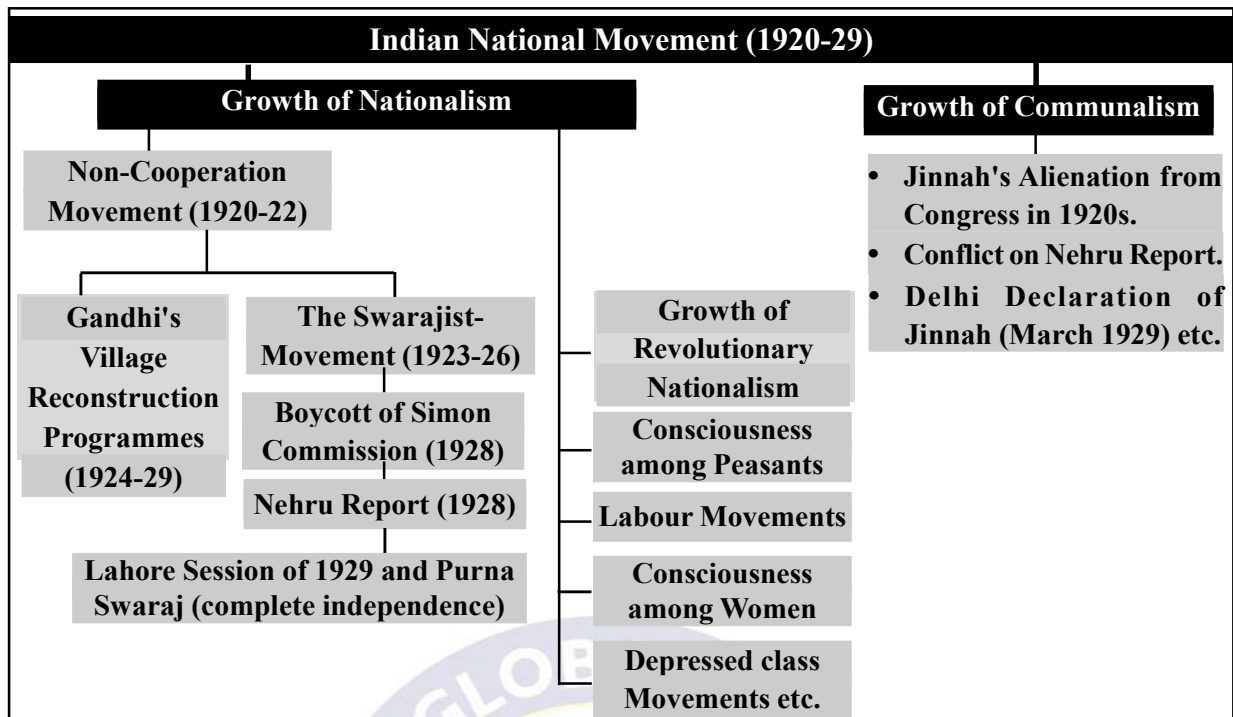 Indian National Movement (1920-29)
Growth of Nationalism
Non-Cooperation
Movement (1920-22)
Gandhi's
Village
Reconstruction
Programmes
(1924-29)
The Swarajist-
Movement (1923-26)
Boycott of Simon
Commission (1928)
Nehru Report (1928)
Lahore Session of 1929 and Purna
Swaraj (complete independence)
Growth of
Revolutionary
Nationalism
Consciousness
among Peasants
Labour Movements
Consciousness
among Women
Depressed class
Movements etc.
Growth of Communalism
• Jinnah's Alienation from
Congress in 1920s.
• Conflict on Nehru Report.
• Delhi Declaration of
Jinnah (March 1929) etc.
GLOB